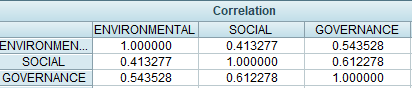 Correlation
ENVIRONMENTAL SOCIAL GOVERNANCE
ENVIRONMEN... 1.000000 0.413277 0.543528
SOCIAL 0.413277 1.000000 0.612278
GOVERNANCE 0.543528 0.612278 1.000000